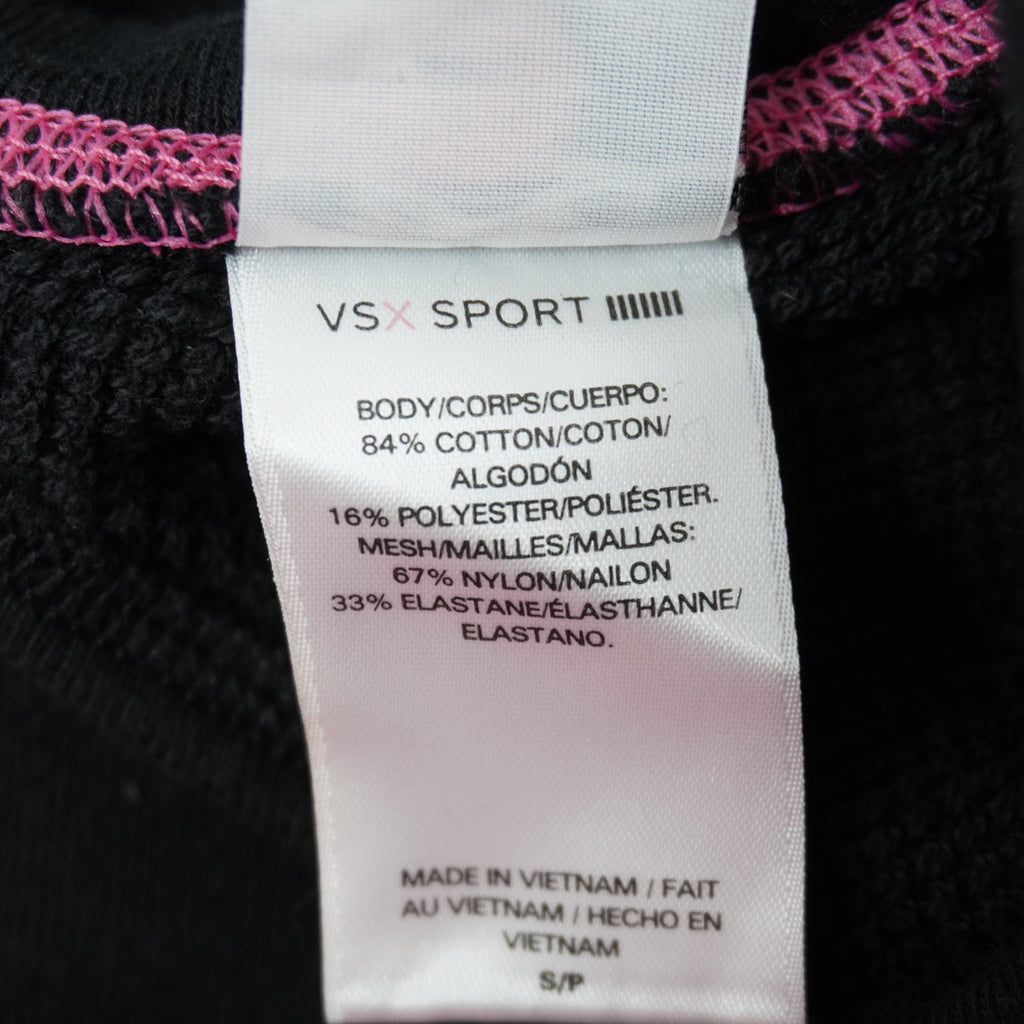 VSX SPORT
BODY/CORPS/CUERPO:
84% COTTON/COTON/
ALGODÓN
16% POLYESTER/POLIÉSTER.
MESH/MAILLES/MALLAS:
67% NYLON/NAILON
33% ELASTANE/ÉLASTHANNE/
ELASTANO.
MADE IN VIETNAM / FAIT
AU VIETNAM / HECHO EN
VIETNAM
S/P